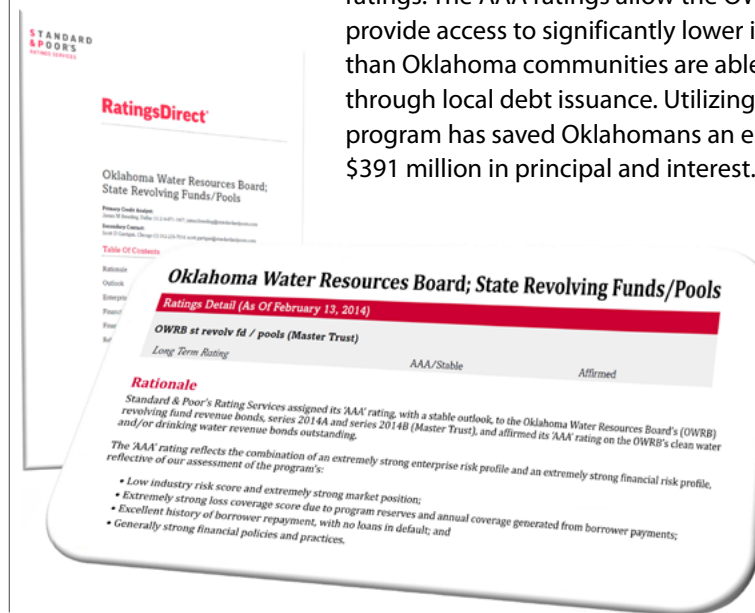 ratings. The AAA ratings allow the OW
provide access to significantly lower i
than Oklahoma communities are able
through local debt issuance. Utilizing
program has saved Oklahomans an e
$391 million in principal and interest.
STANDARD
&POOR'S
RATINGS SERVICES
RatingsDirect®
Oklahoma Water Resources Board;
State Revolving Funds/Pools
Primary Credit Analyst:
Secondary Contact:
Table Of Contents
Rationale
Outlook
Oklahoma Water Resources Board; State Revolving Funds/Pools
Ratings Detail (As Of February 13, 2014)
OWRB st revolv fd / pools (Master Trust)
Long Term Rating AAA/Stable Affirmed
Rationale
Standard & Poor's Rating Services assigned its 'AAA' rating, with a stable outlook, to the Oklahoma Water Resources Board's (OWRB)
revolving fund revenue bonds, series 2014A and series 2014B (Master Trust), and affirmed its 'AAA' rating on the OWRB's clean water
and/or drinking water revenue bonds outstanding.
The 'AAA' rating reflects the combination of an extremely strong enterprise risk profile and an extremely strong financial risk profile,
reflective of our assessment of the program's:
• Low industry risk score and extremely strong market position;
• Extremely strong loss coverage score due to program reserves and annual coverage generated from borrower payments;
• Excellent history of borrower repayment, with no loans in default; and
• Generally strong financial policies and practices.